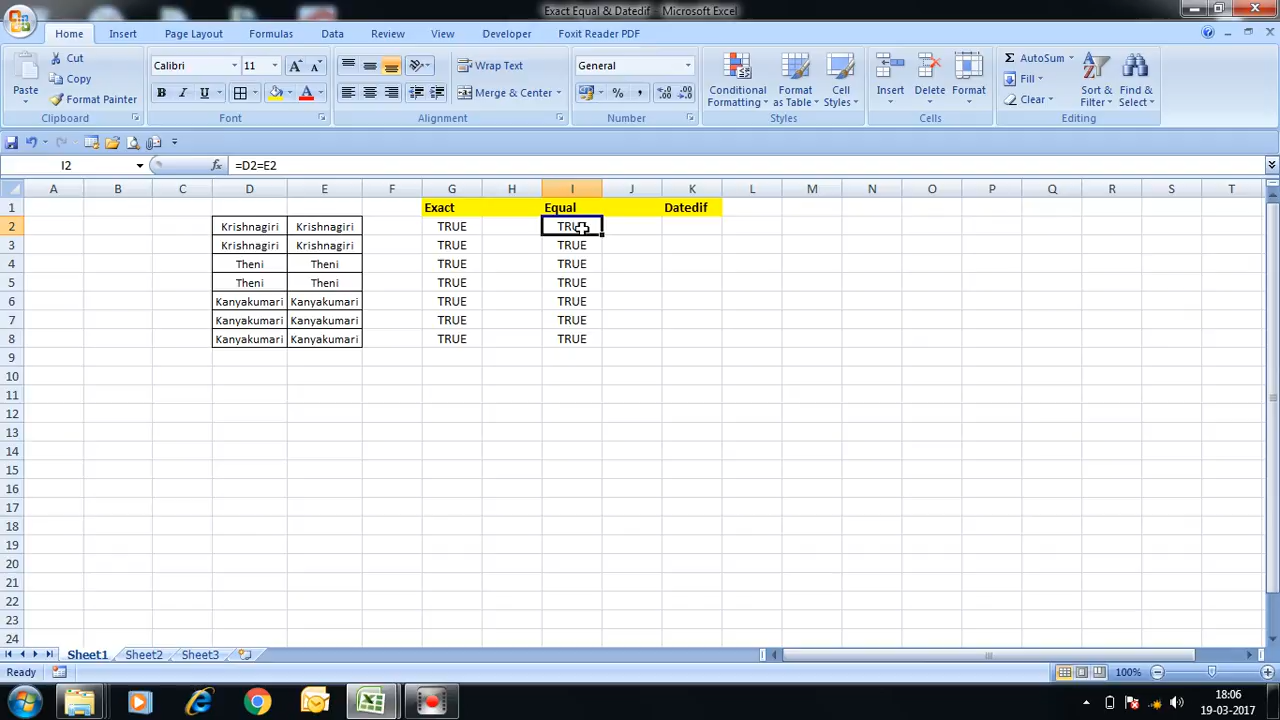 Exact Equal & Datedif - Microsoft Excel
Home Insert Page Layout Formulas Data Review View Developer Foxit Reader PDF
Paste Cut Copy Format Painter
Calibri 11
B I U
Wrap Text
Merge & Center
General
% ,
Conditional Formatting Format as Table Cell Styles
Insert Delete Format
Σ AutoSum Fill Clear
Sort & Filter Find & Select
Clipboard Font Alignment Number Styles Cells Editing
I2 fx =D2=E2
A B C D E F G H I J K L M N O P Q R S T
1 Exact Equal Datedif
2 Krishnagiri Krishnagiri TRUE
3 Krishnagiri Krishnagiri TRUE TRUE
4 Theni Theni TRUE TRUE
5 Theni Theni TRUE TRUE
6 Kanyakumari Kanyakumari TRUE TRUE
7 Kanyakumari Kanyakumari TRUE TRUE
8 Kanyakumari Kanyakumari TRUE TRUE
9
10
11
12
13
14
15
16
17
18
19
20
21
22
23
24
Sheet1 Sheet2 Sheet3
Ready 100%
18:06
19-03-2017